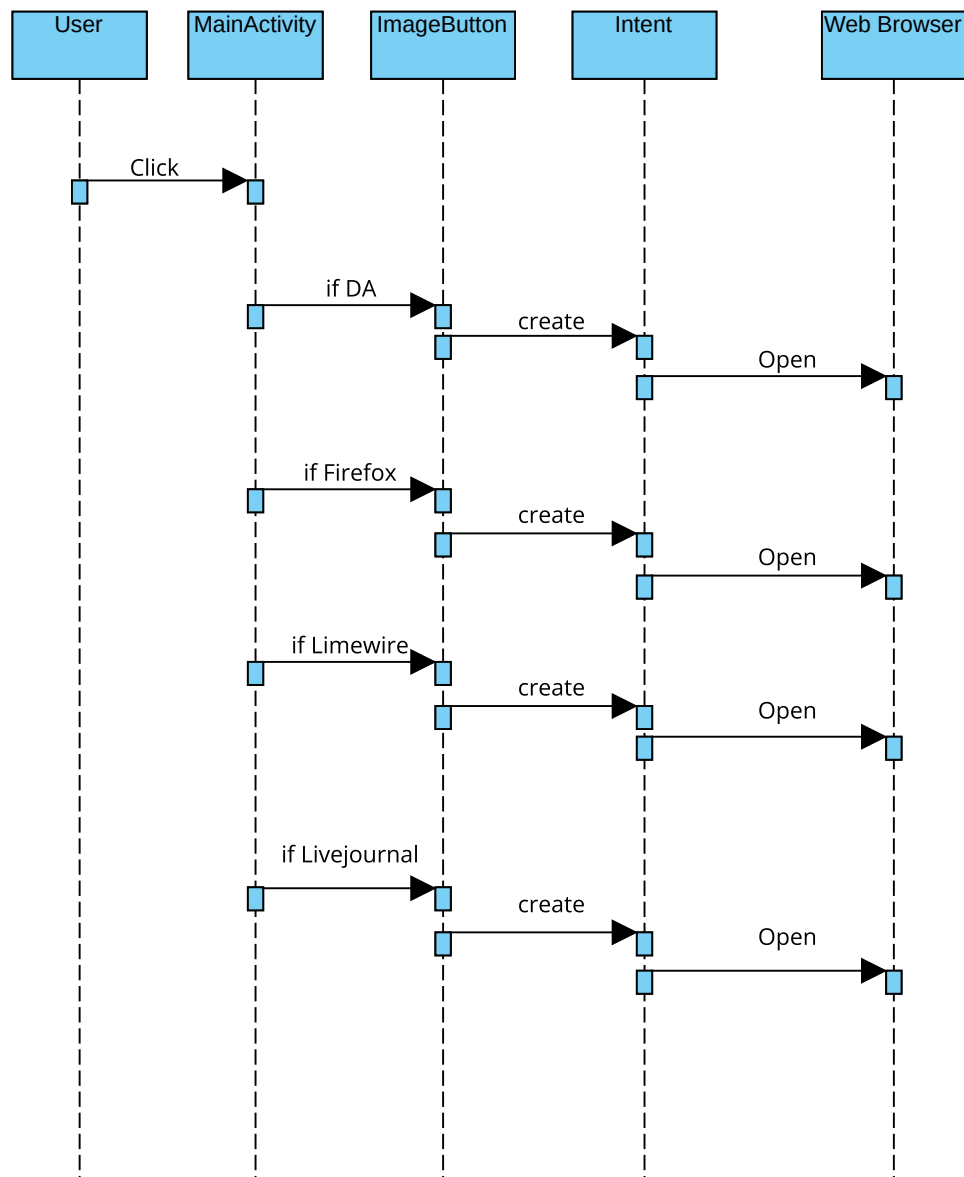 User
MainActivity
ImageButton
Intent
Web Browser
Click
if DA
create
Open
if Firefox
create
Open
if Limewire
create
Open
if Livejournal
create
Open